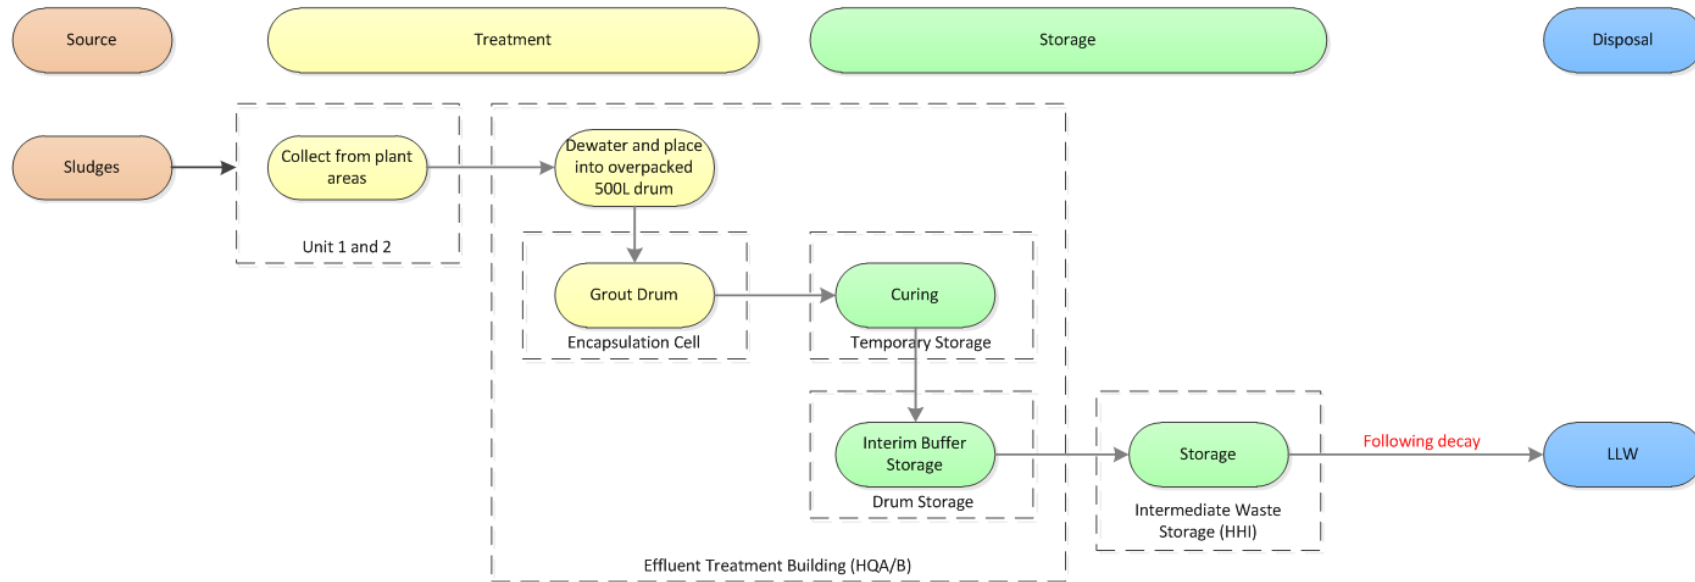 Source
Treatment
Storage
Disposal
Sludges
Collect from plant
areas
Unit 1 and 2
Dewater and place
into overpacked
500L drum
Grout Drum
Encapsulation Cell
Curing
Temporary Storage
Interim Buffer
Storage
Drum Storage
Effluent Treatment Building (HQA/B)
Storage
Intermediate Waste
Storage (HHI)
Following decay
LLW